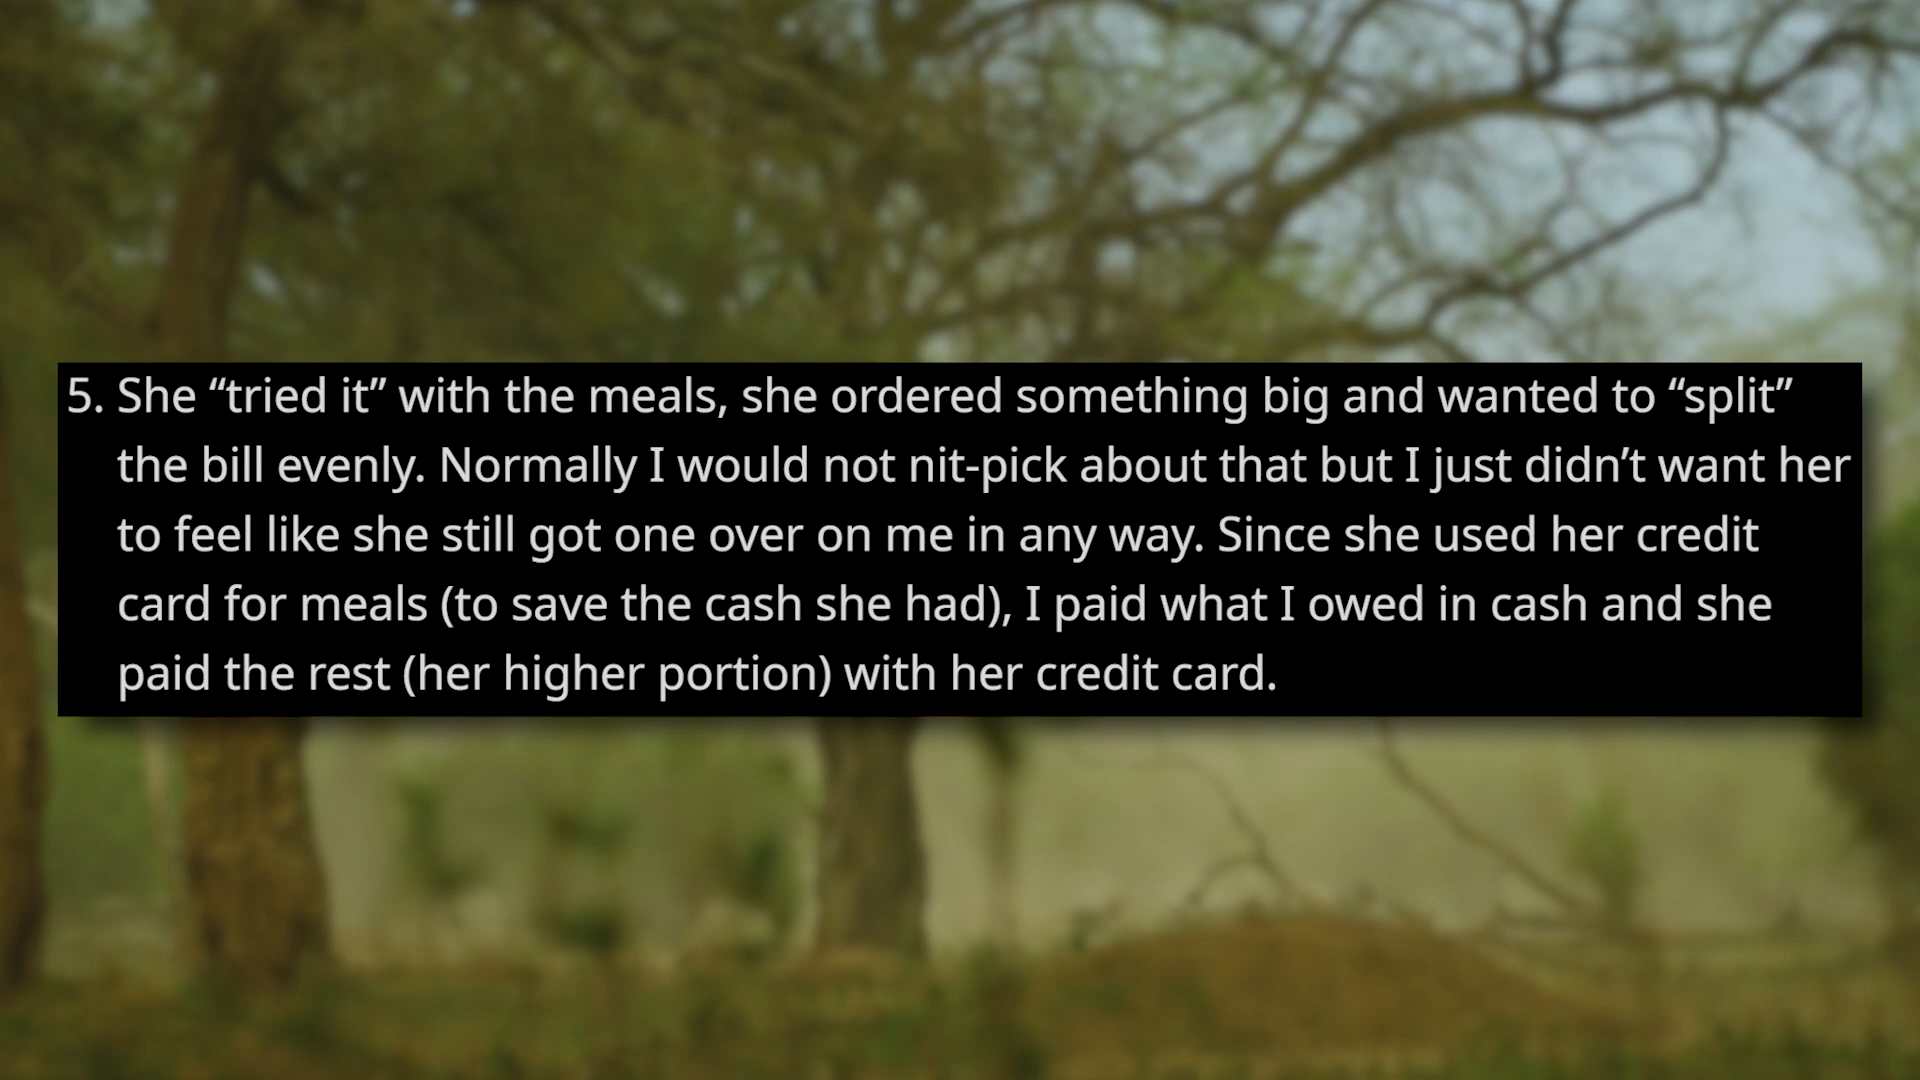 5. She “tried it” with the meals, she ordered something big and wanted to “split”
the bill evenly. Normally I would not nit-pick about that but I just didn’t want her
to feel like she still got one over on me in any way. Since she used her credit
card for meals (to save the cash she had), I paid what I owed in cash and she
paid the rest (her higher portion) with her credit card.